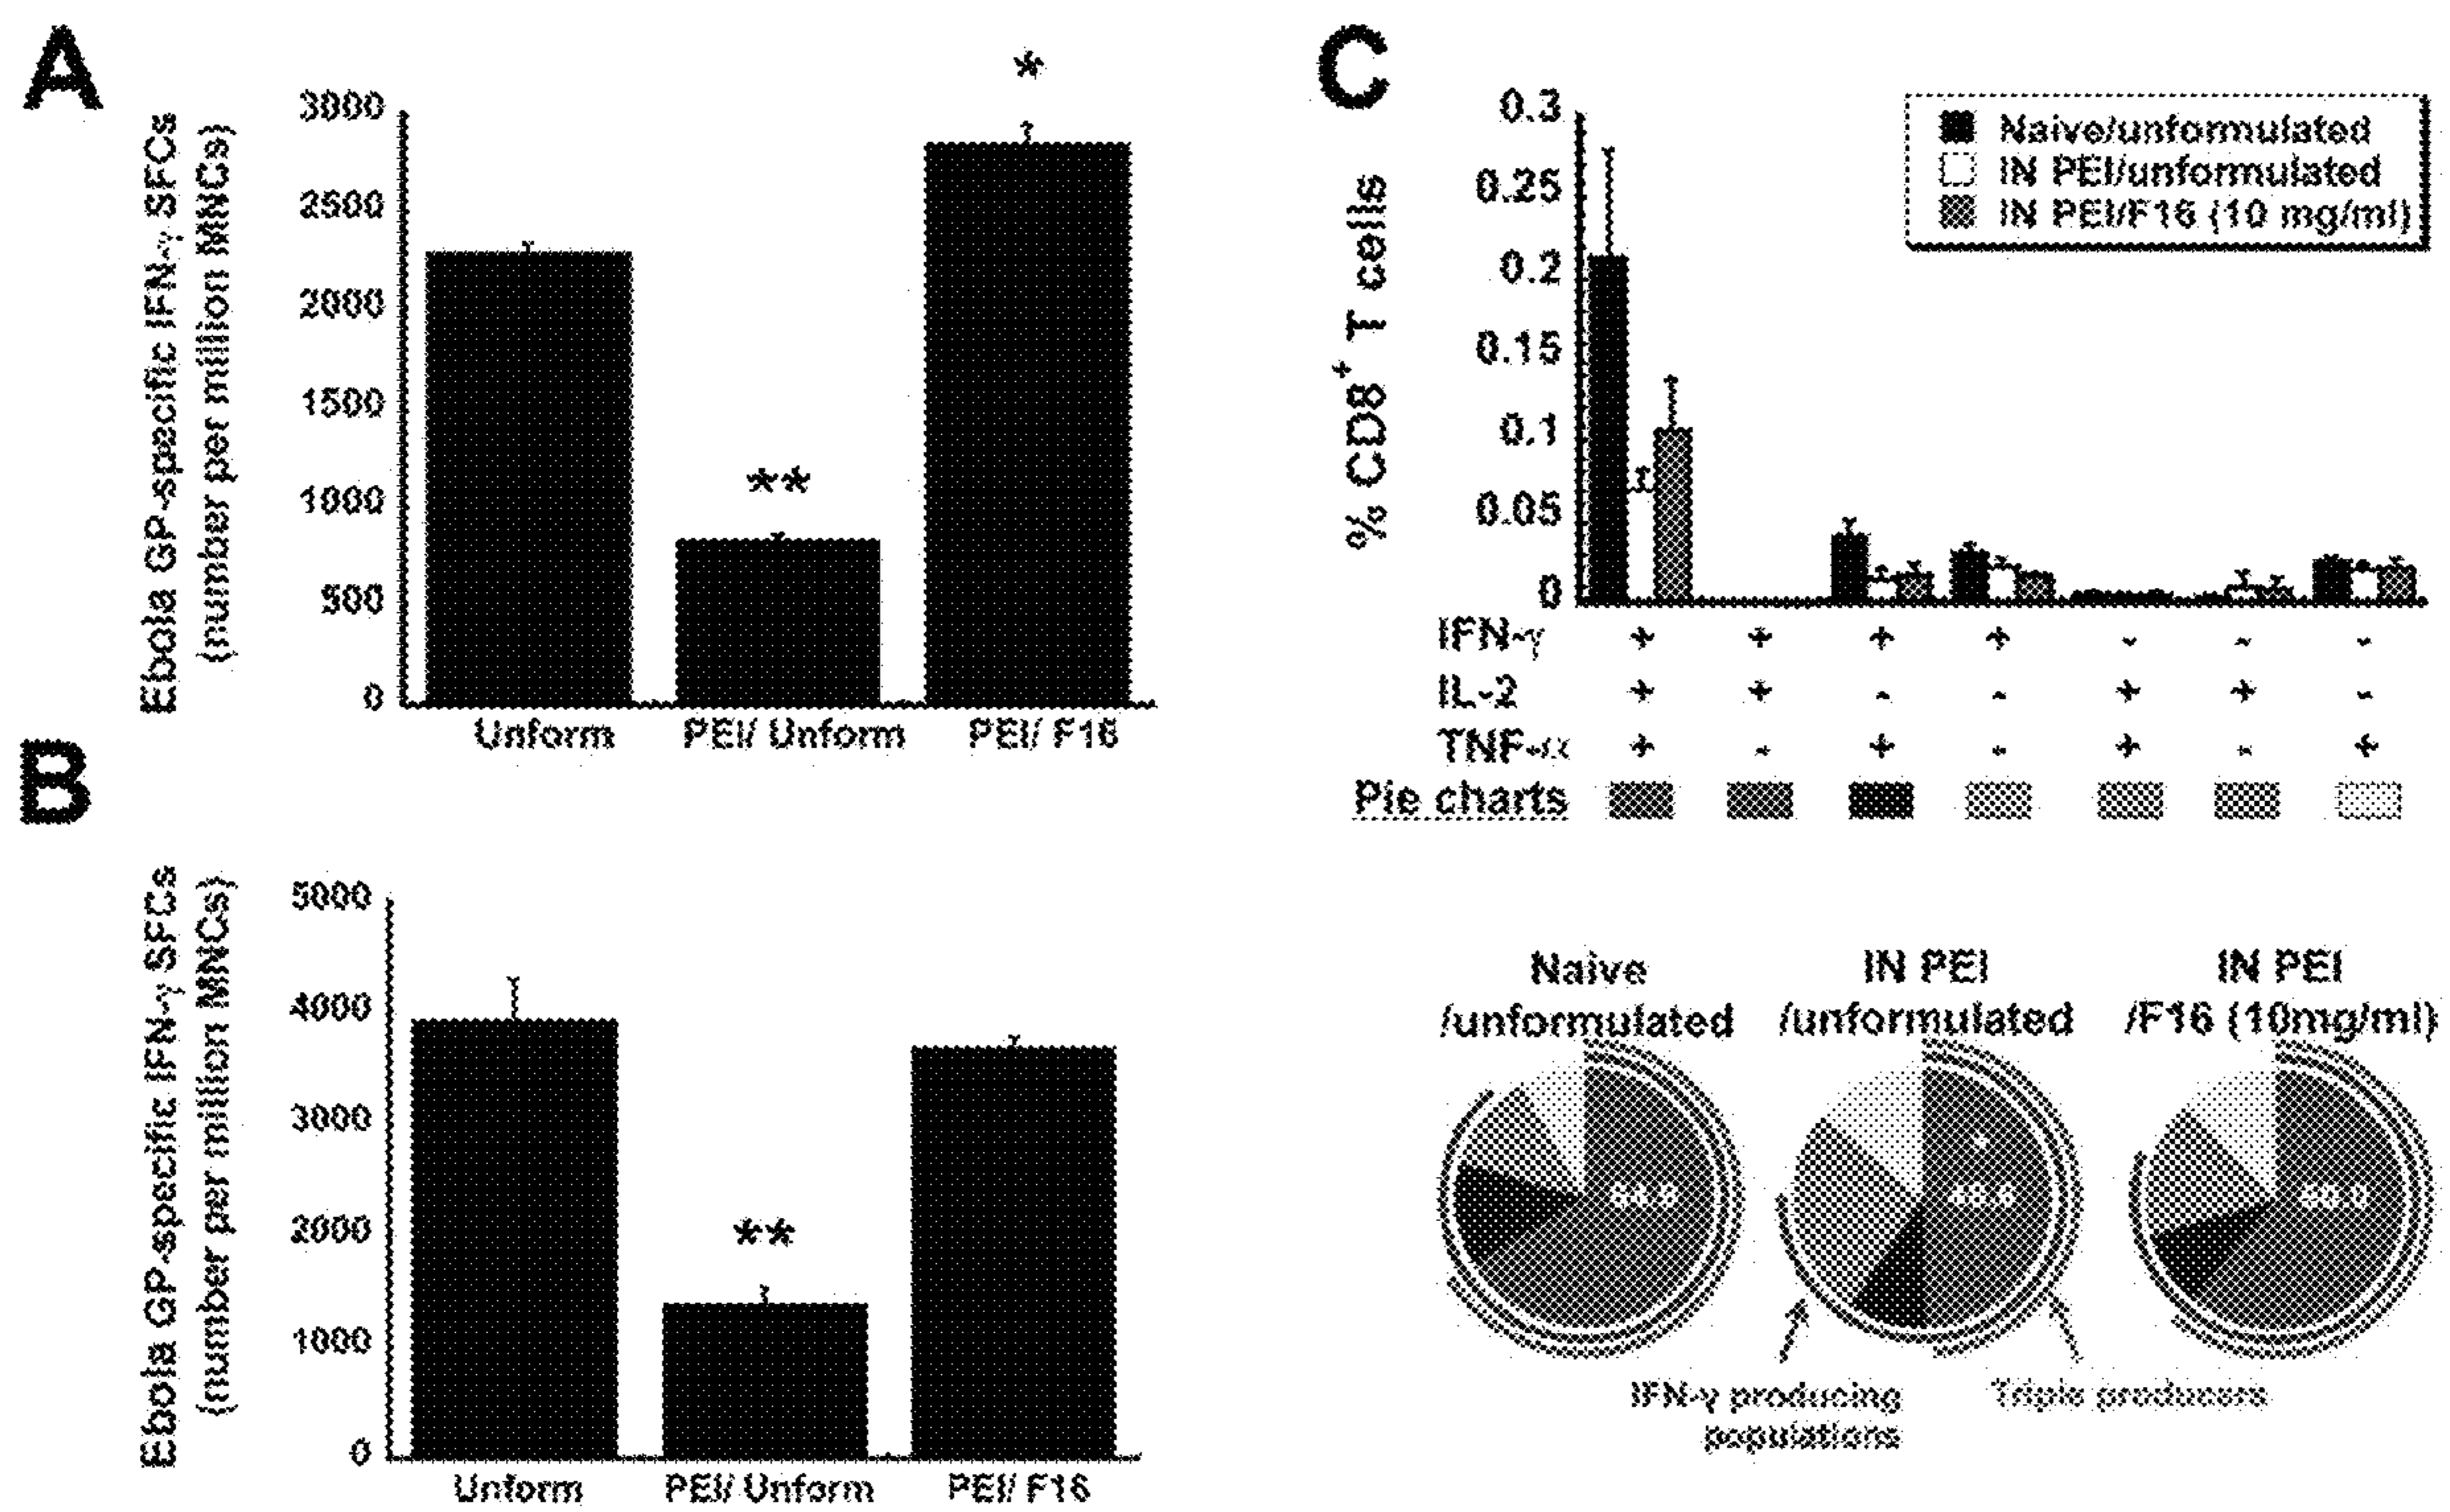 A
Ebola GP-specific IFN-γ SFCs
(number per million MNCs)
3000
2500
2000
1500
1000
500
0
*
**
Unform PEI/ Unform PEI/ F16
B
Ebola GP-specific IFN-γ SFCs
(number per million MNCs)
5000
4000
3000
2000
1000
0
**
Unform PEI/ Unform PEI/ F16
C
% CD8+ T cells
0.3
0.25
0.2
0.15
0.1
0.05
0
Naive/unformulated
IN PEI/unformulated
IN PEI/F16 (10 mg/ml)
IFN-γ + + + + - - -
IL-2 + + - - + + -
TNF-α + - + - + - +
Pie charts
Naive
/unformulated
IN PEI
/unformulated
IN PEI
/F16 (10mg/ml)
IFN-γ producing
populations
Triple producers